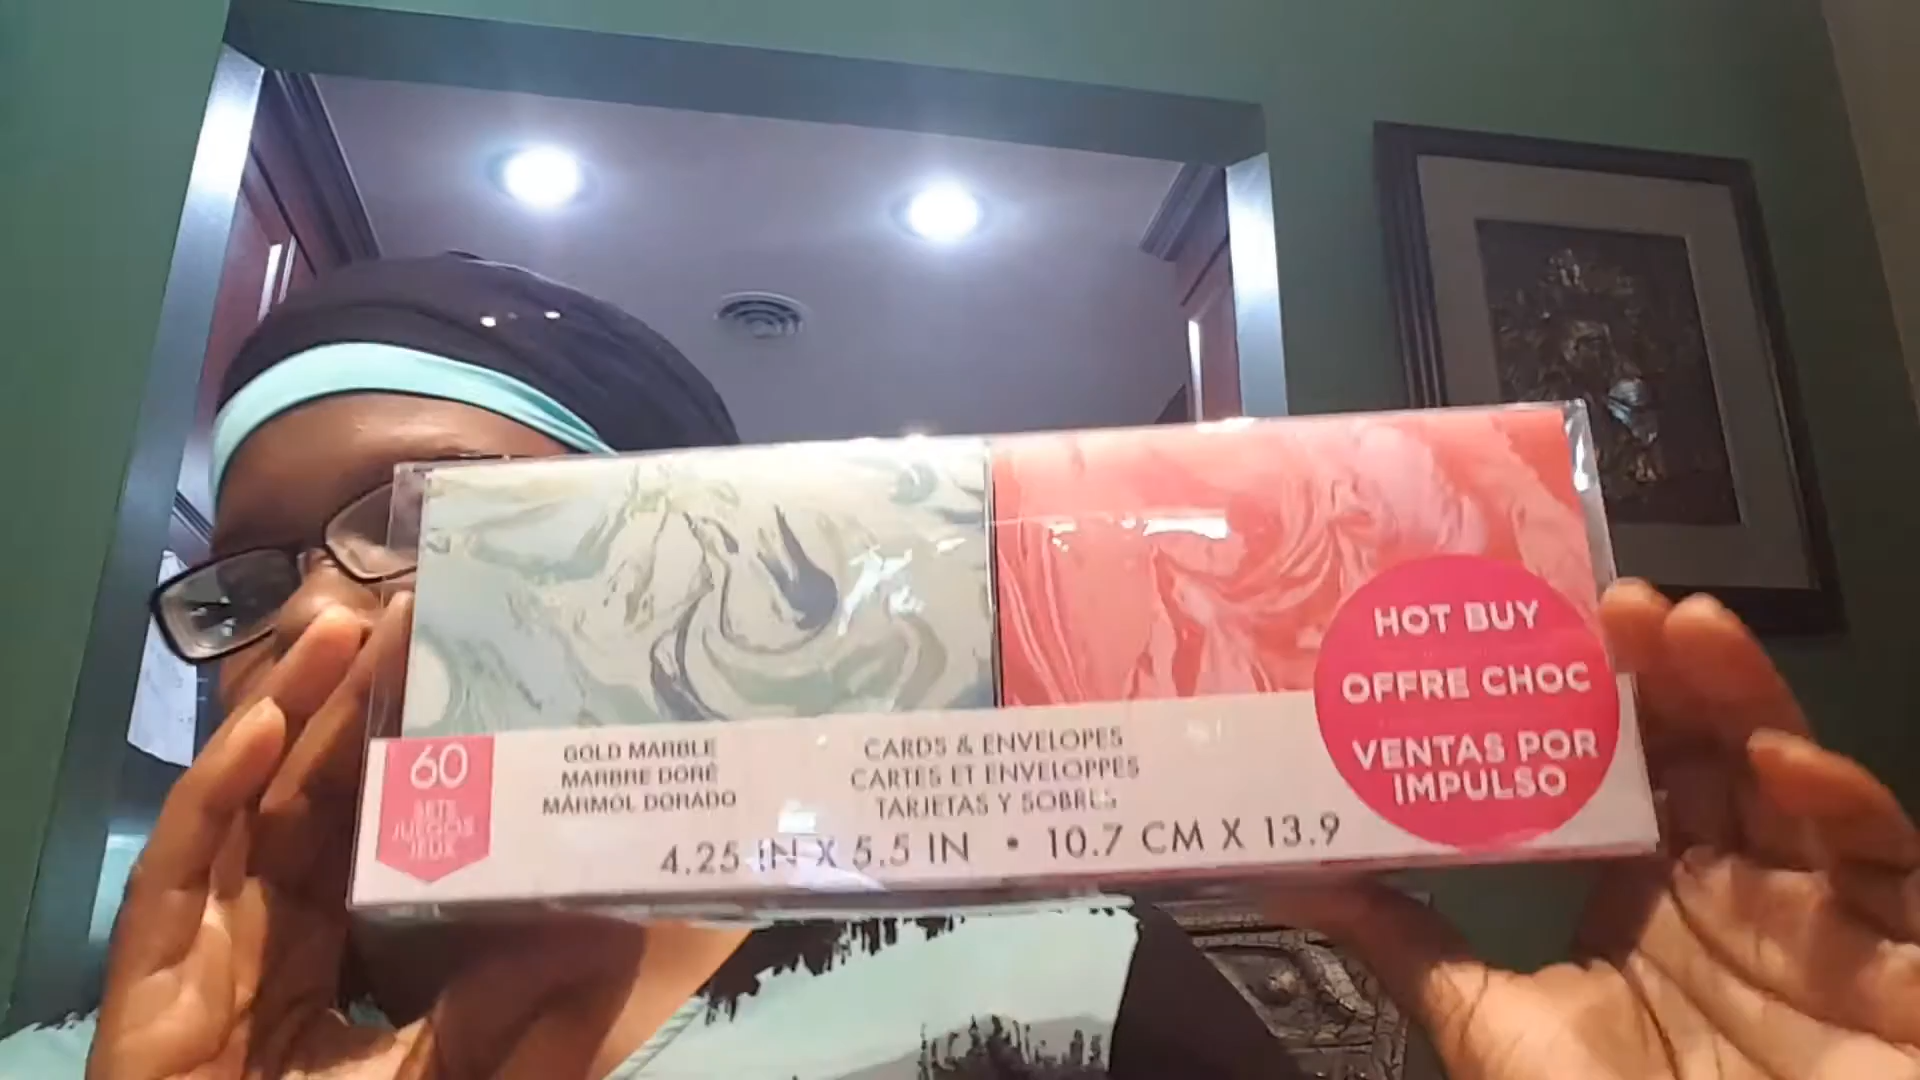 60
SETS
JUEGOS
JEUX
GOLD MARBLE
MARBRE DORÉ
MÁRMOL DORADO
CARDS & ENVELOPES
CARTES ET ENVELOPPES
TARJETAS Y SOBRES
4.25 IN X 5.5 IN • 10.7 CM X 13.9
HOT BUY
OFFRE CHOC
VENTAS POR
IMPULSO